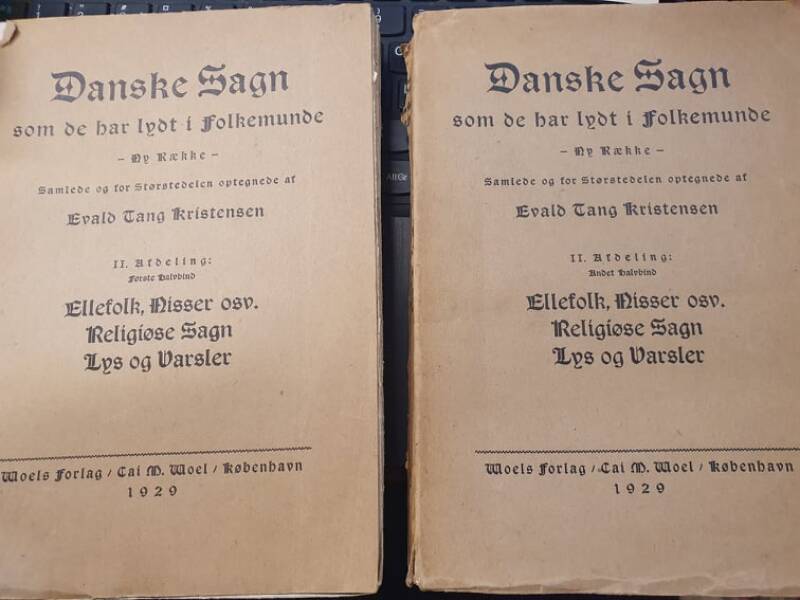 Danske Sagn
som de har lydt i Folkemunde
- Ny Række -
Samlede og for Størstedelen optegnede af
Evald Tang Kristensen
II. Afdeling:
Første Halvbind
Ellefolk, Nisser osv.
Religiøse Sagn
Lys og Varsler
Woels Forlag / Cai M. Woel / København
1929
Danske Sagn
som de har lydt i Folkemunde
- Ny Række -
Samlede og for Størstedelen optegnede af
Evald Tang Kristensen
II. Afdeling:
Andet Halvbind
Ellefolk, Nisser osv.
Religiøse Sagn
Lys og Varsler
Woels Forlag / Cai M. Woel / København
1929
AltGr